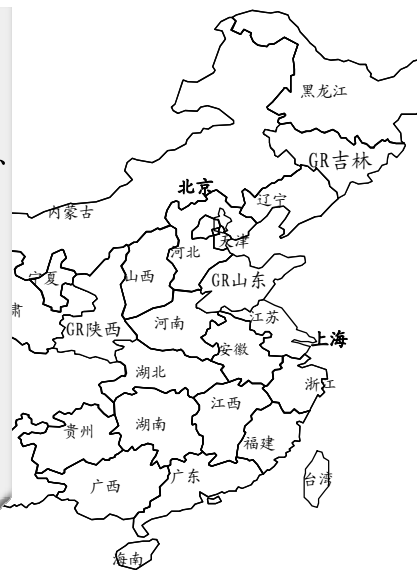 黑龙江
、
GR吉林
北京
辽宁
内蒙古
天津
河北
宁夏
山西
GR山东
肃
江苏
GR陕西
河南
上海
安徽
湖北
浙江
江西
贵州
湖南
福建
广东
广西
台湾
海南